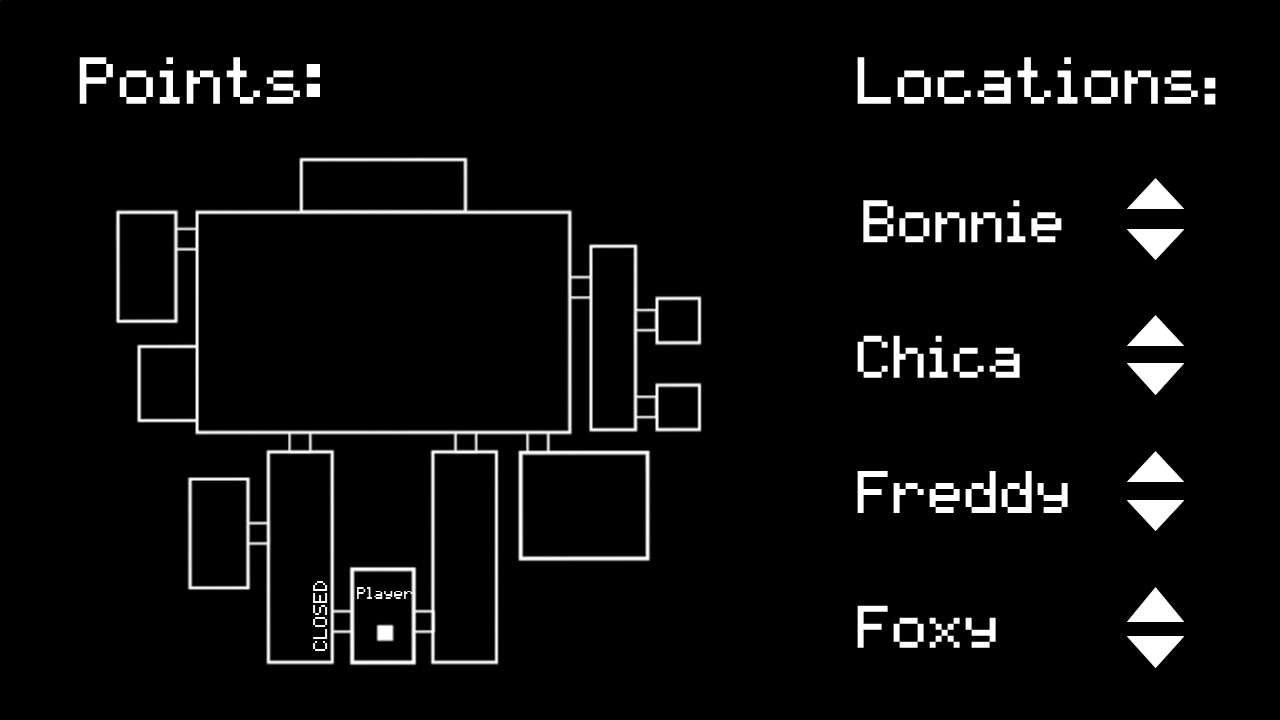 Points:
Locations:
Bonnie
Chica
Freddy
Foxy
CLOSED
Player